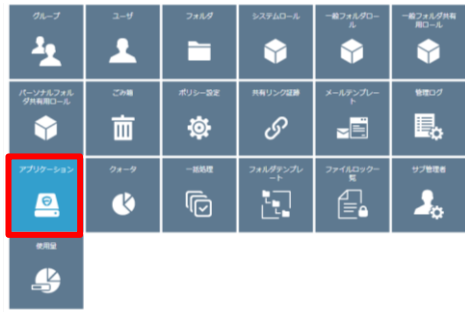 グループ
ユーザ
フォルダ
システムロール
一般フォルダロー
ル
一般フォルダ共有
用ロール
パーソナルフォル
ダ共有用ロール
ごみ箱
ポリシー設定
共有リンク証跡
メールテンプレー
ト
管理ログ
アプリケーション
クォータ
一括処理
フォルダテンプレ
ート
ファイルロック一
覧
サブ管理者
使用量